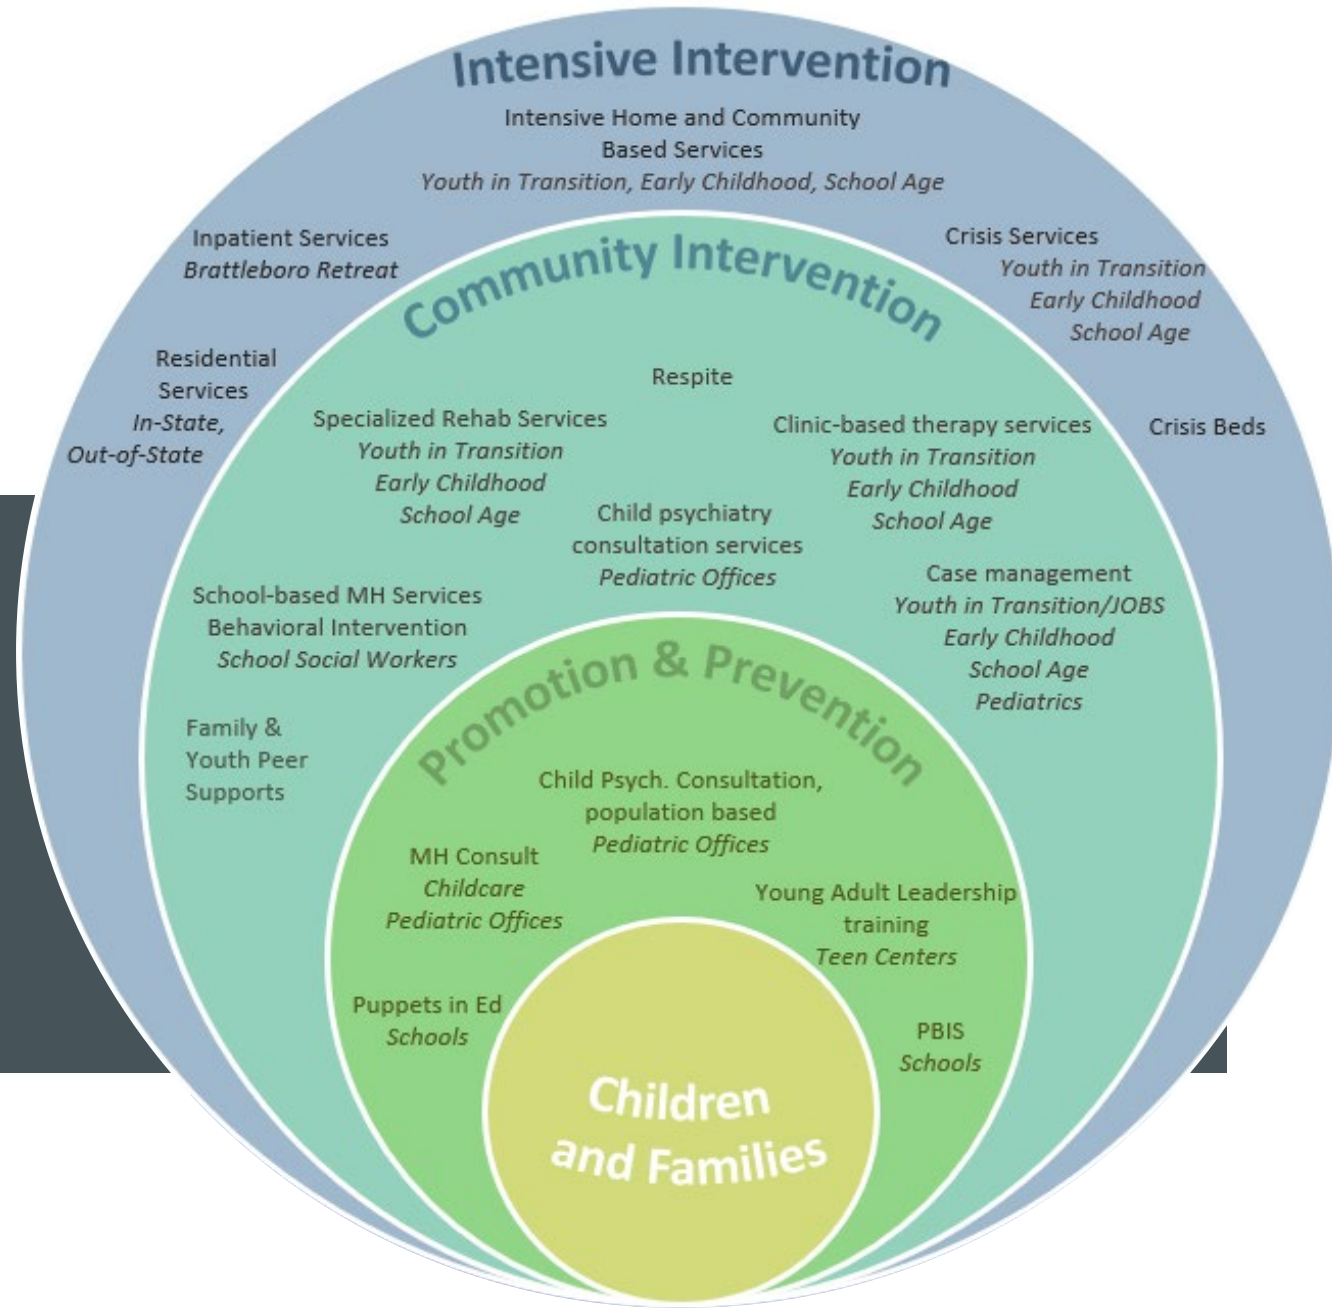 Intensive Intervention
Intensive Home and Community
Based Services
Youth in Transition, Early Childhood, School Age
Inpatient Services
Brattleboro Retreat
Crisis Services
Youth in Transition
Early Childhood
School Age
Residential
Services
In-State,
Out-of-State
Crisis Beds
Community Intervention
Respite
Specialized Rehab Services
Youth in Transition
Early Childhood
School Age
Clinic-based therapy services
Youth in Transition
Early Childhood
School Age
Child psychiatry
consultation services
Pediatric Offices
School-based MH Services
Behavioral Intervention
School Social Workers
Case management
Youth in Transition/JOBS
Early Childhood
School Age
Pediatrics
Family &
Youth Peer
Supports
Promotion & Prevention
Child Psych. Consultation,
population based
Pediatric Offices
MH Consult
Childcare
Pediatric Offices
Young Adult Leadership
training
Teen Centers
Puppets in Ed
Schools
PBIS
Schools
Children
and Families